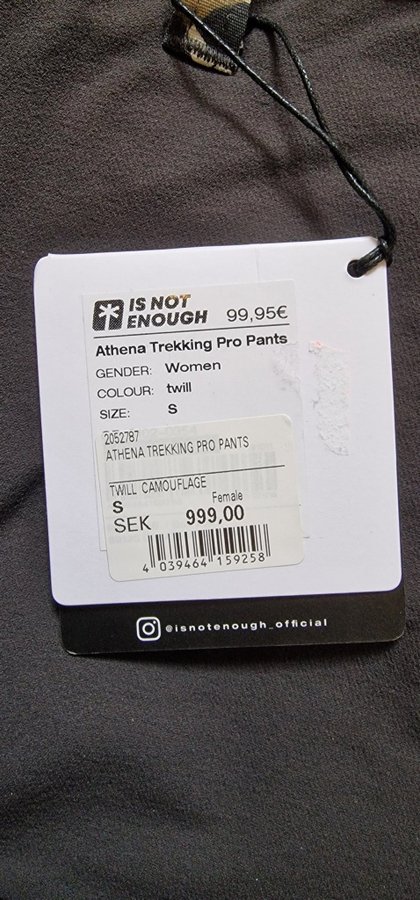 IS NOT
ENOUGH 99,95€
Athena Trekking Pro Pants
GENDER: Women
COLOUR: twill
SIZE: S
2052787
ATHENA TREKKING PRO PANTS
TWILL CAMOUFLAGE
S Female
SEK 999,00
4 039464 159258
@isnotenough_official